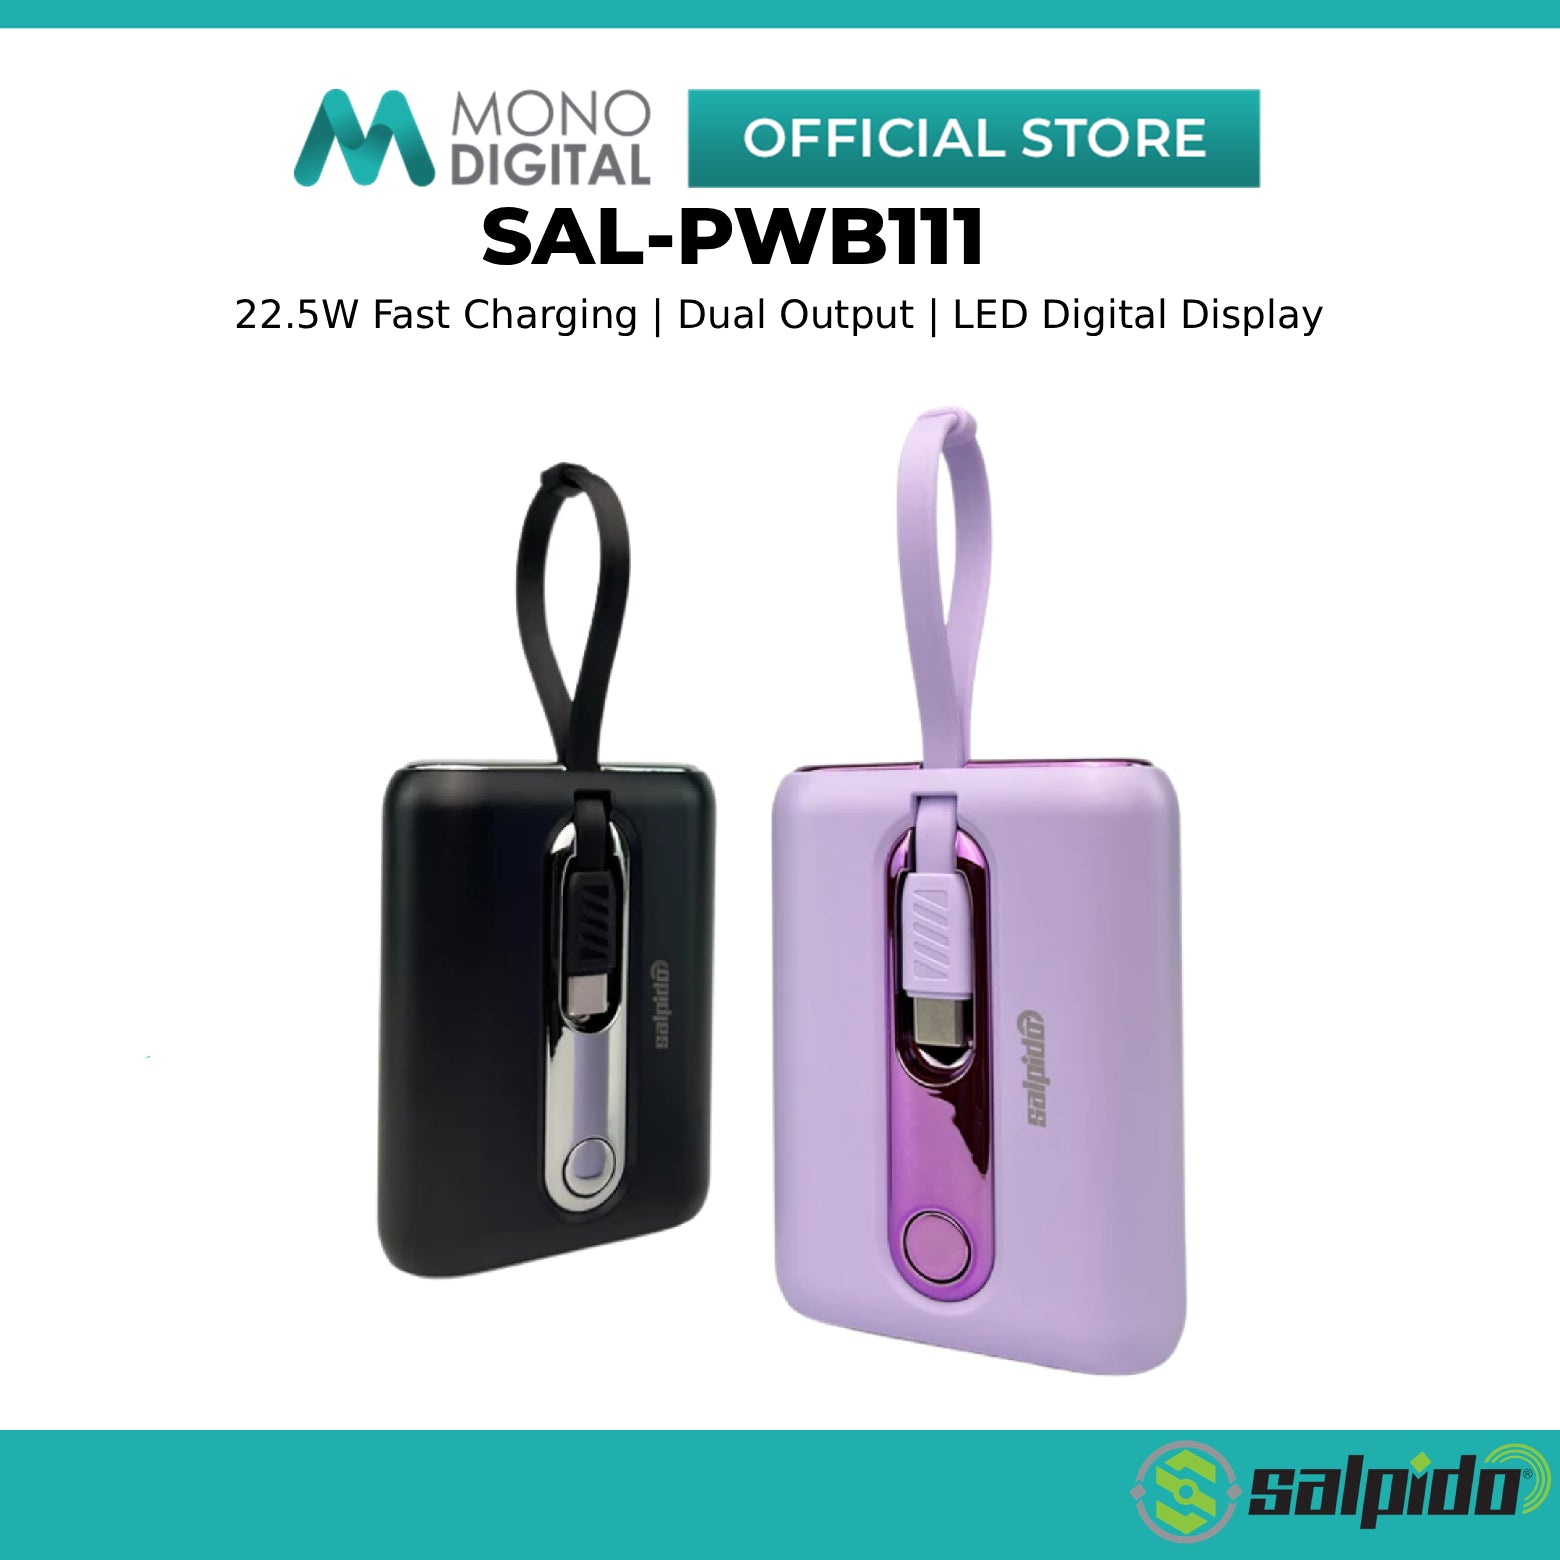 MONO
DIGITAL
OFFICIAL STORE
SAL-PWB111
22.5W Fast Charging | Dual Output | LED Digital Display
salpido
salpido
salpido®